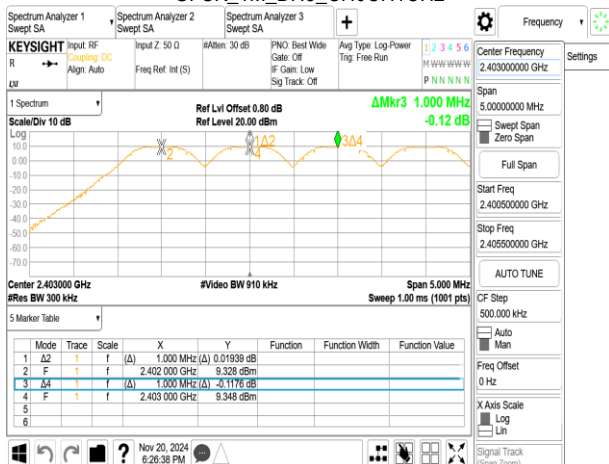 Spectrum Analyzer 1
Swept SA
Spectrum Analyzer 2
Swept SA
Spectrum Analyzer 3
Swept SA
+
Frequency
KEYSIGHT
R
Input: RF
Coupling: DC
Align: Auto
Input Z: 50 Ω
Freq Ref: Int (S)
#Atten: 30 dB
PNO: Best Wide
Gate: Off
IF Gain: Low
Sig Track: Off
Avg Type: Log-Power
Trig: Free Run
1 2 3 4 5 6
M W W W W W
P N N N N N
1 Spectrum
Scale/Div 10 dB
Ref Lvl Offset 0.80 dB
Ref Level 20.00 dBm
ΔMkr3 1.000 MHz
-0.12 dB
Log
10.0
0.00
-10.0
-20.0
-30.0
-40.0
-50.0
-60.0
-70.0
2
1Δ2
4
3Δ4
Center 2.403000 GHz
#Res BW 300 kHz
#Video BW 910 kHz
Span 5.000 MHz
Sweep 1.00 ms (1001 pts)
5 Marker Table
Mode Trace Scale X Y Function Function Width Function Value
1 Δ2 1 f (Δ) 1.000 MHz (Δ) 0.01939 dB
2 F 1 f 2.402 000 GHz 9.328 dBm
3 Δ4 1 f (Δ) 1.000 MHz (Δ) -0.1176 dB
4 F 1 f 2.403 000 GHz 9.348 dBm
5
6
Nov 20, 2024
6:26:38 PM
Settings
Center Frequency
2.403000000 GHz
Span
5.00000000 MHz
Swept Span
Zero Span
Full Span
Start Freq
2.400500000 GHz
Stop Freq
2.405500000 GHz
AUTO TUNE
CF Step
500.000 kHz
Auto
Man
Freq Offset
0 Hz
X Axis Scale
Log
Lin
Signal Track
(Span Zoom)